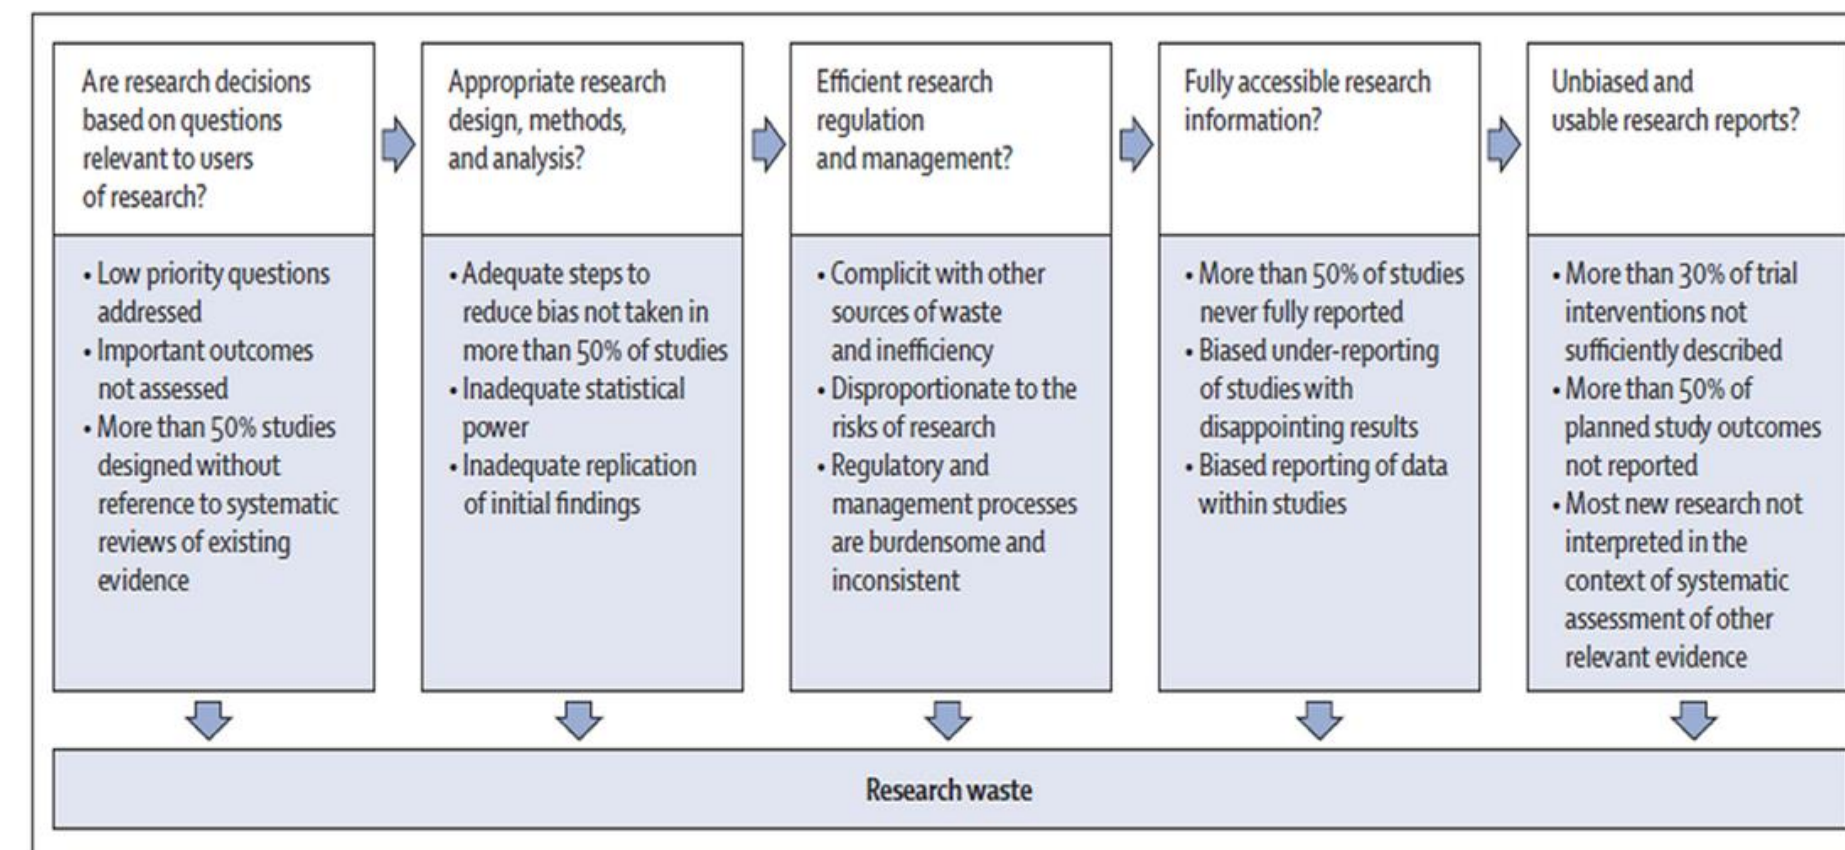 Are research decisions
based on questions
relevant to users
of research?
• Low priority questions
addressed
• Important outcomes
not assessed
• More than 50% studies
designed without
reference to systematic
reviews of existing
evidence
Appropriate research
design, methods,
and analysis?
• Adequate steps to
reduce bias not taken in
more than 50% of studies
• Inadequate statistical
power
• Inadequate replication
of initial findings
Efficient research
regulation
and management?
• Complicit with other
sources of waste
and inefficiency
• Disproportionate to the
risks of research
• Regulatory and
management processes
are burdensome and
inconsistent
Fully accessible research
information?
• More than 50% of studies
never fully reported
• Biased under-reporting
of studies with
disappointing results
• Biased reporting of data
within studies
Unbiased and
usable research reports?
• More than 30% of trial
interventions not
sufficiently described
• More than 50% of
planned study outcomes
not reported
• Most new research not
interpreted in the
context of systematic
assessment of other
relevant evidence
Research waste